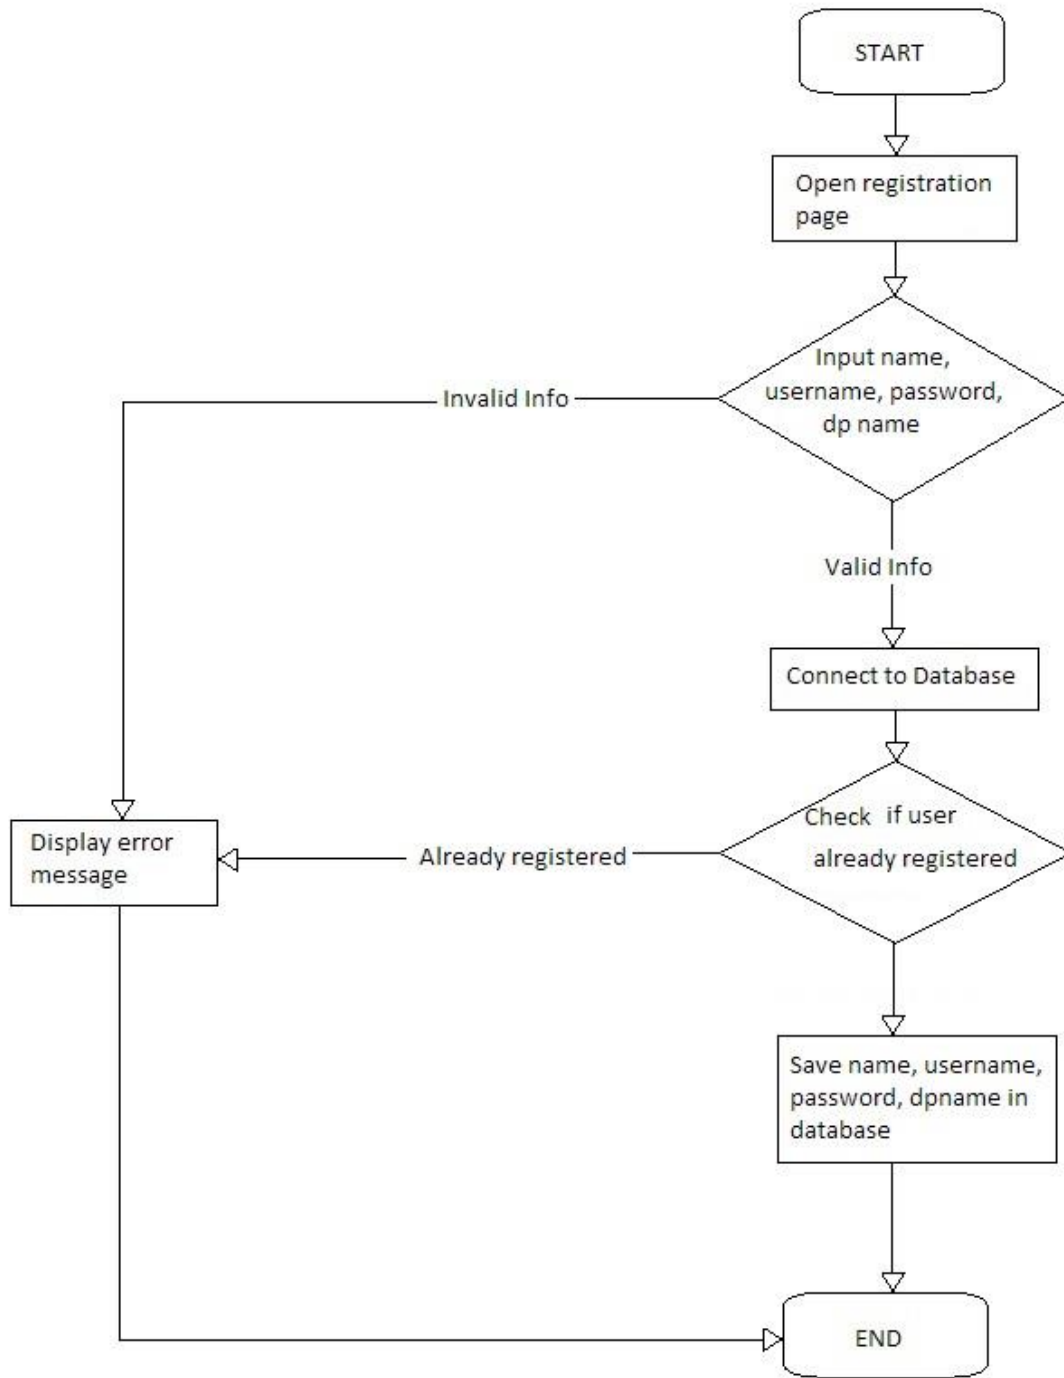 START
Open registration
page
Input name,
username, password,
dp name
Invalid Info
Valid Info
Connect to Database
Check if user
already registered
Already registered
Display error
message
Save name, username,
password, dpname in
database
END